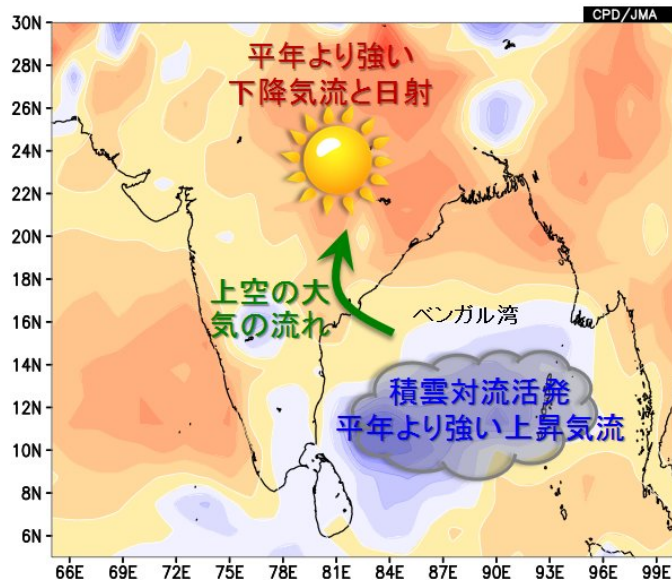 CPD/JMA
30N
平年より強い
下降気流と日射
28N
26N
24N
22N
20N
18N
上空の大
気の流れ
ベンガル湾
16N
14N
積雲対流活発
平年より強い上昇気流
12N
10N
8N
6N
66E 69E 72E 75E 78E 81E 84E 87E 90E 93E 96E 99E